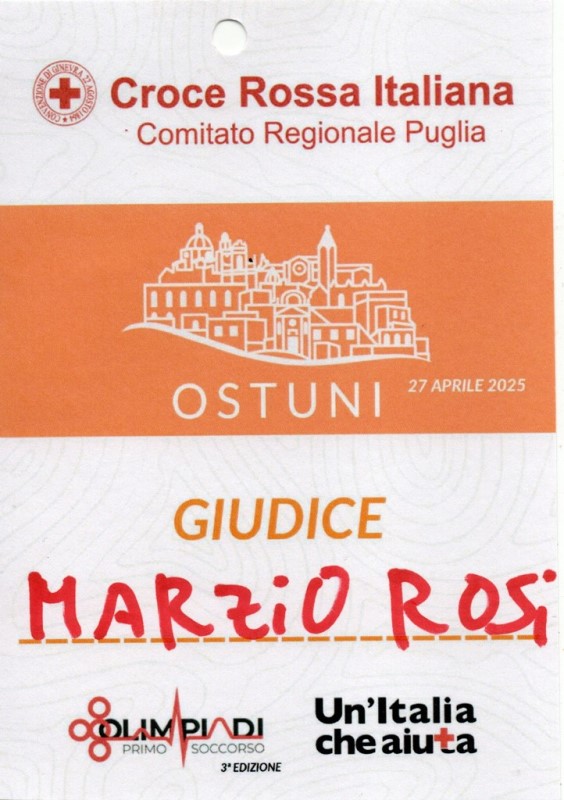 CONVENZIONE DI GINEVRA 22 AGOSTO 1864
Croce Rossa Italiana
Comitato Regionale Puglia
OSTUNI
27 APRILE 2025
GIUDICE
MARZiO ROSi
OLIMPIADI
PRIMO SOCCORSO
3ª EDIZIONE
Un'Italia
che aiuta